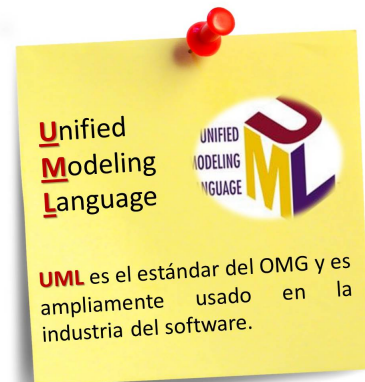 Unified
Modeling
Language
UNIFIED
MODELING
LANGUAGE
UML
UML es el estándar del OMG y es
ampliamente usado en la
industria del software.